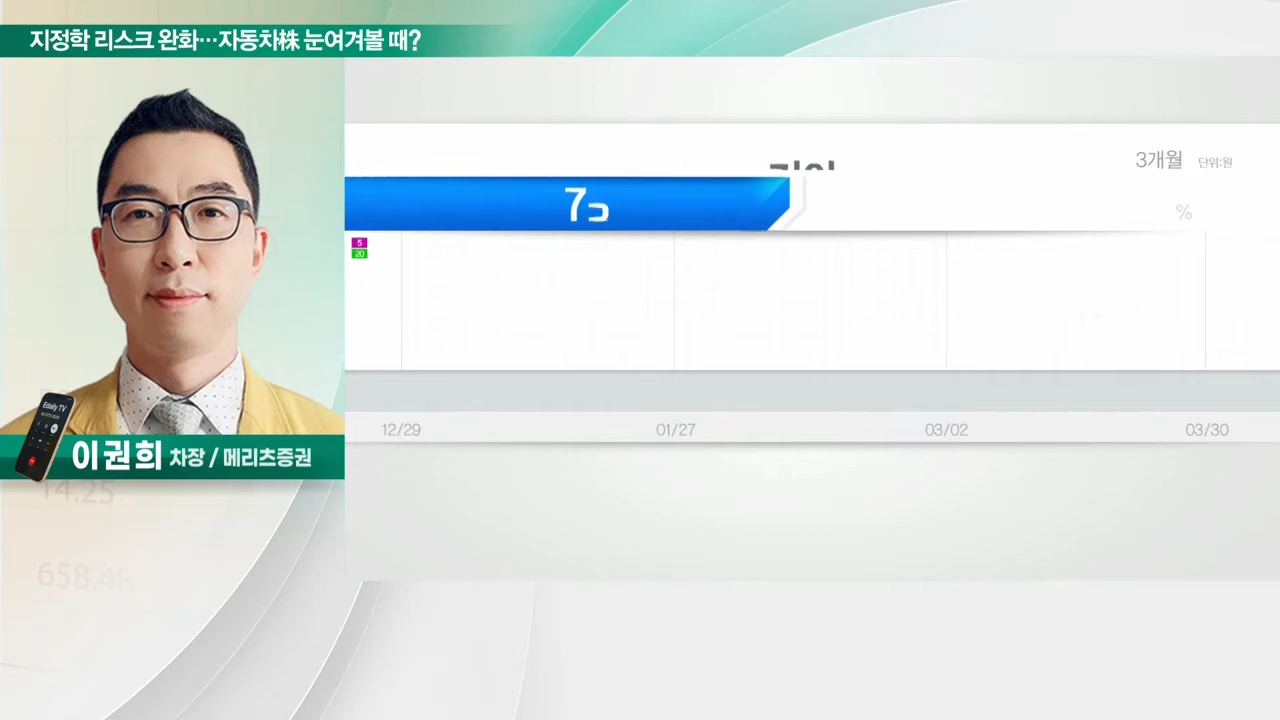 지정학 리스크 완화…자동차株 눈여겨볼 때?
3개월 단위:원
%
5
20
12/29 01/27 03/02 03/30
Edaily TV
이권희 차장 / 메리츠증권
14.25